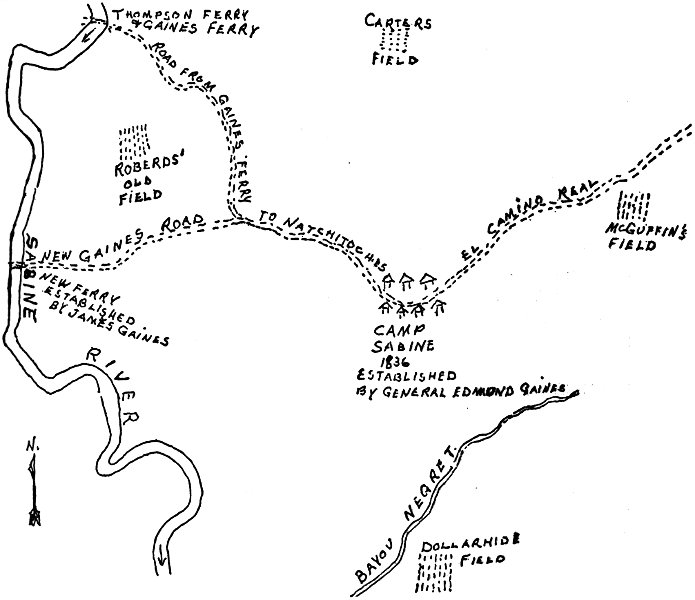 THOMPSON FERRY
& GAINES FERRY
CARTERS
FIELD
ROAD FROM GAINES FERRY
ROBERDS'
OLD
FIELD
NEW GAINES ROAD
TO NATCHITOCHES
EL CAMINO REAL
McGUFFIN'S
FIELD
SABINE
RIVER
NEW FERRY
ESTABLISHED
BY JAMES GAINES
CAMP
SABINE
1836
ESTABLISHED
BY GENERAL EDMOND GAINES
N.
BAYOU NEGRET.
DOLLARHIDE
FIELD